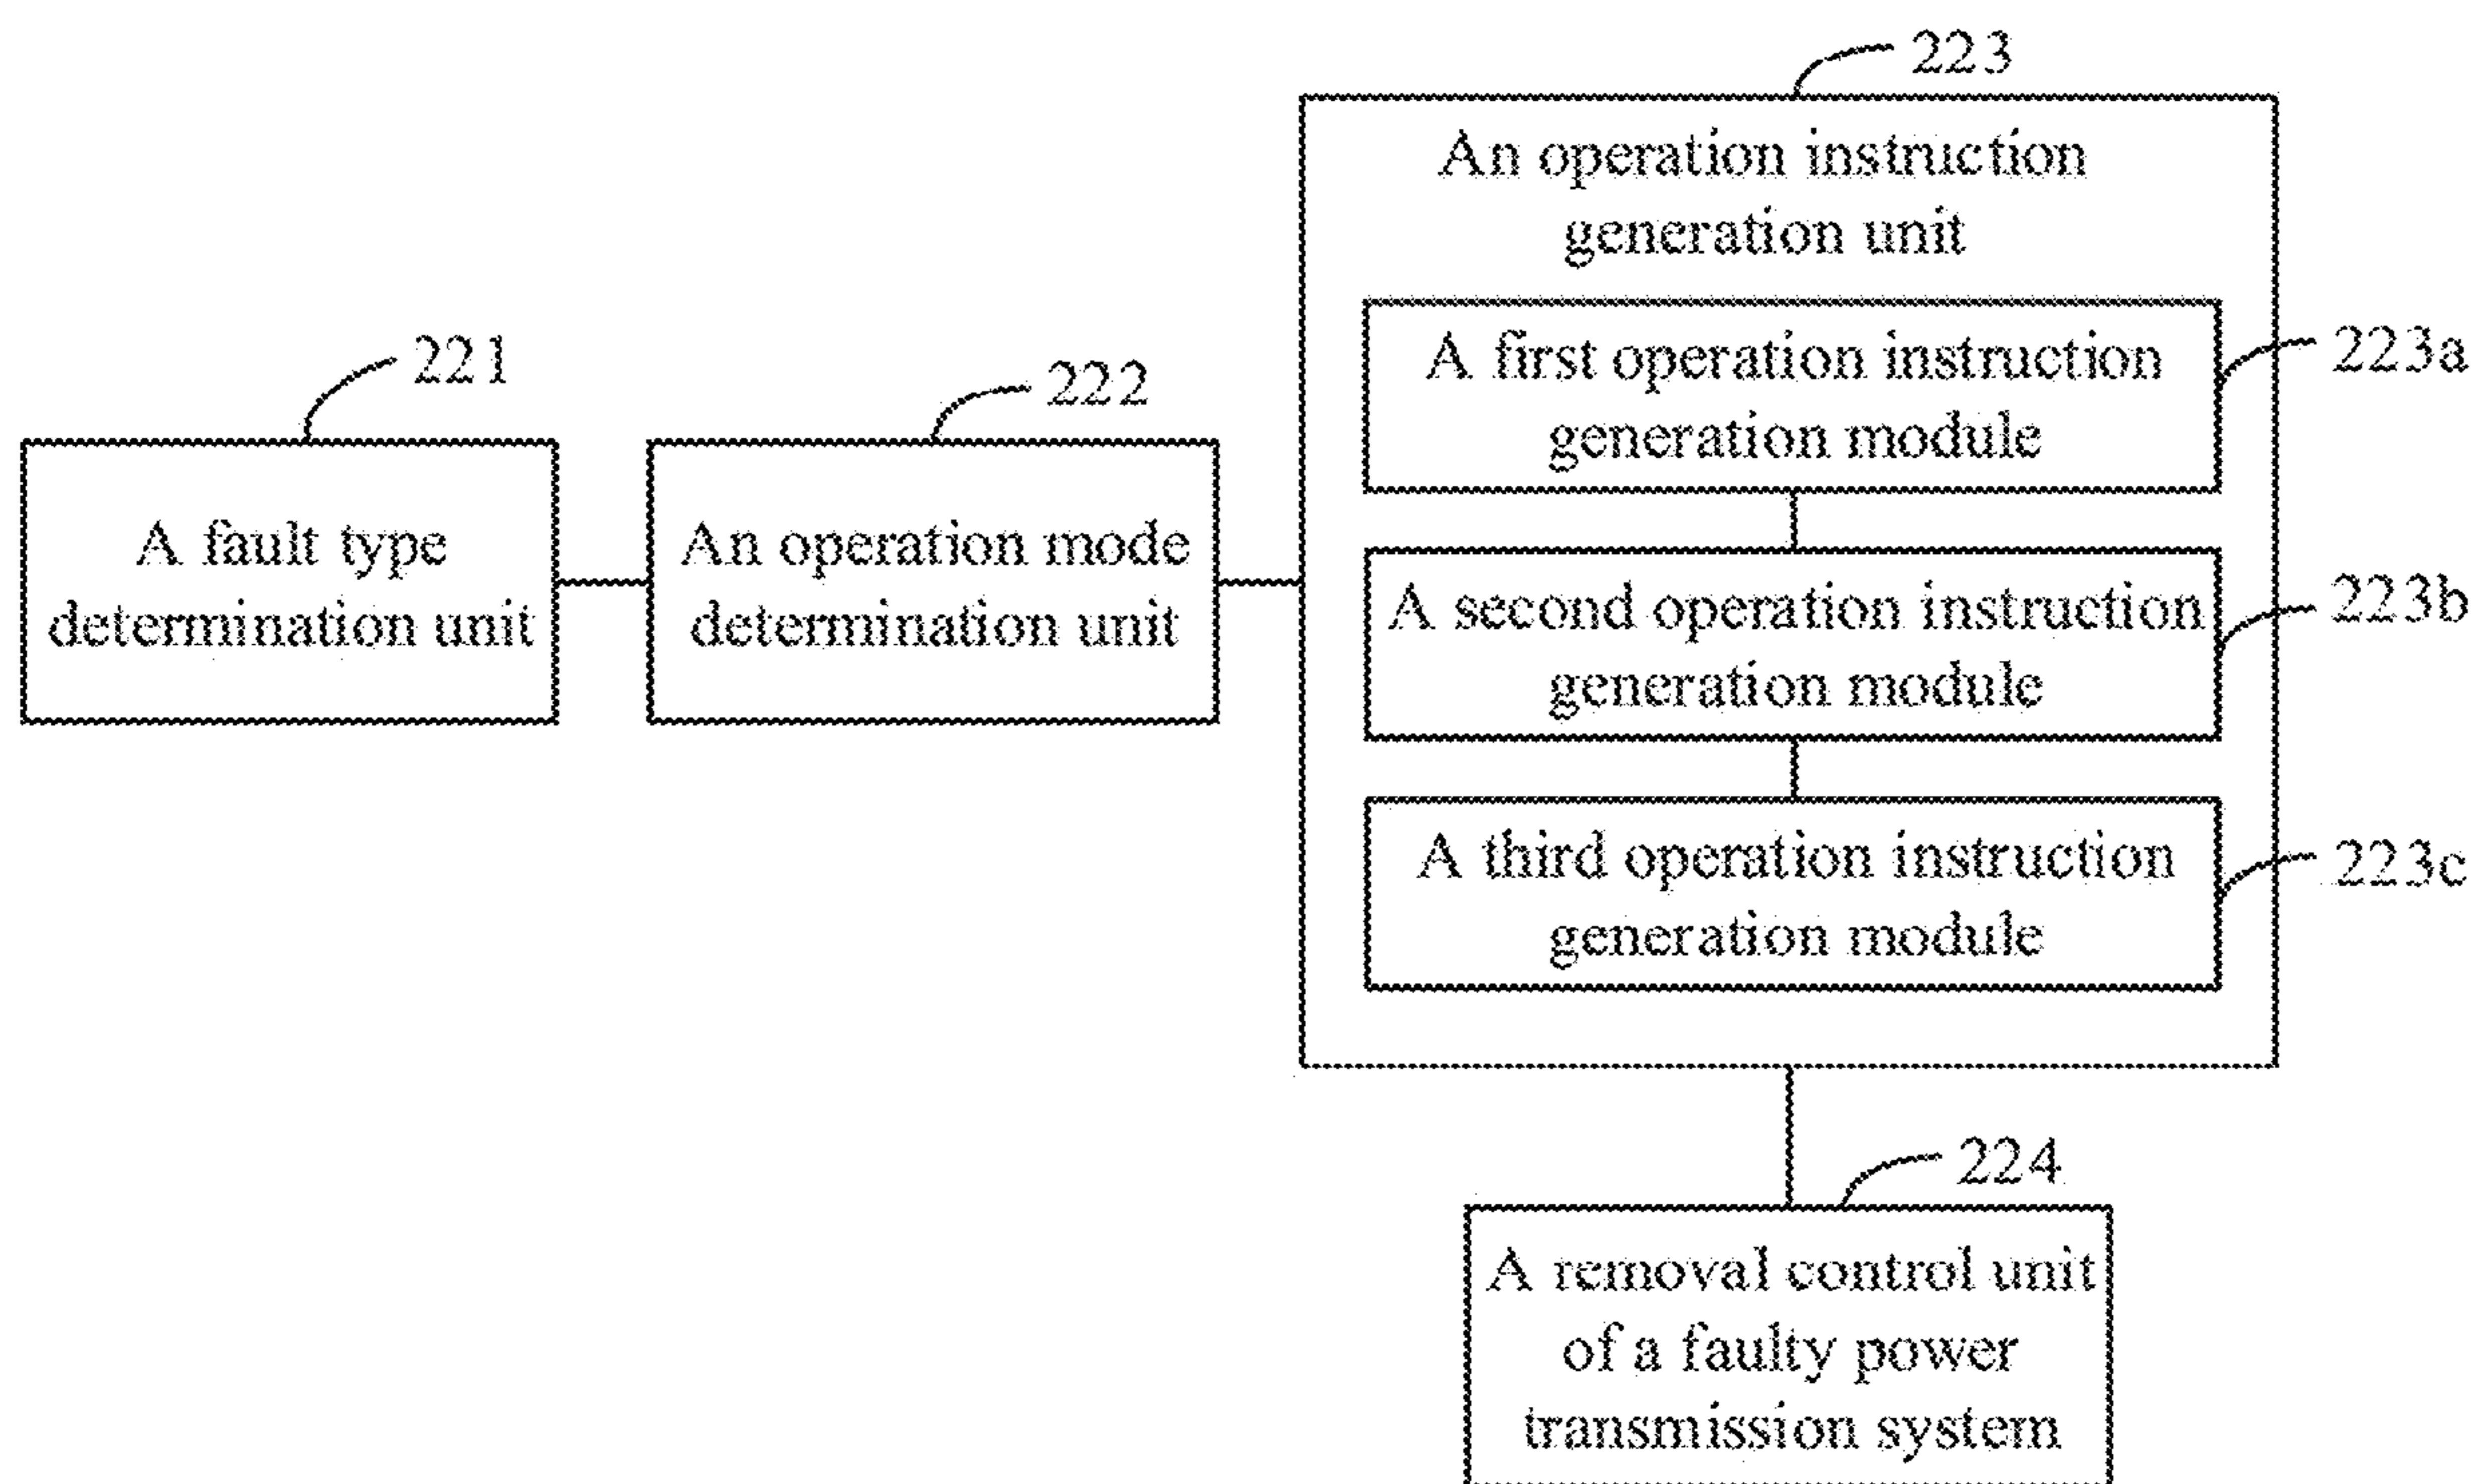 223
An operation instruction
generation unit
A first operation instruction
generation module
223a
A second operation instruction
generation module
223b
A third operation instruction
generation module
223c
221
A fault type
determination unit
222
An operation mode
determination unit
224
A removal control unit
of a faulty power
transmission system